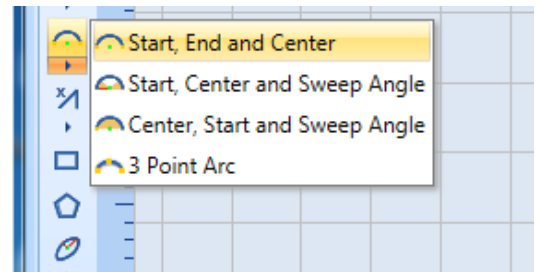 Start, End and Center
Start, Center and Sweep Angle
Center, Start and Sweep Angle
3 Point Arc